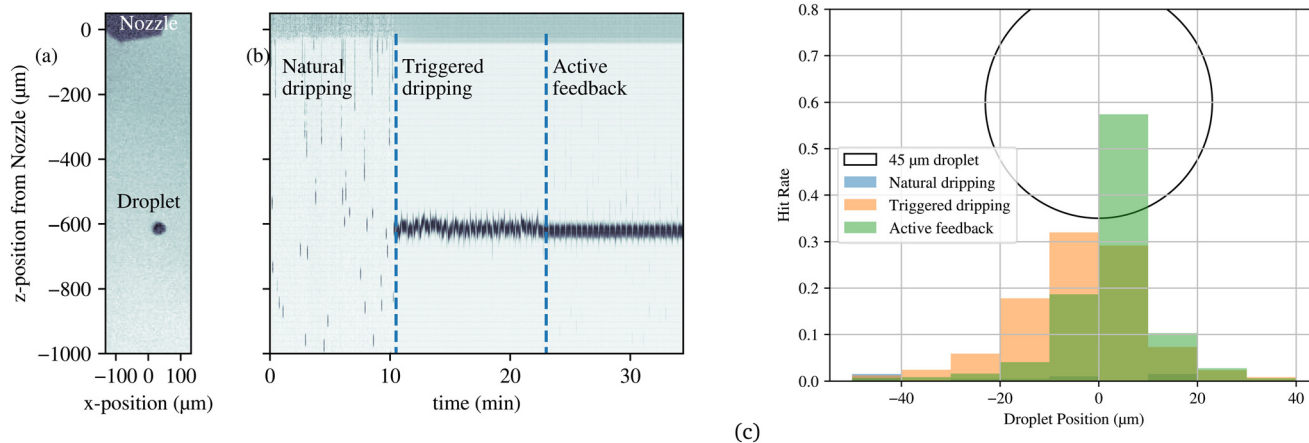 Nozzle
(a)
z-position from Nozzle (μm)
0
−200
−400
−600
−800
−1000
Droplet
−100 0 100
x-position (μm)
(b)
Natural
dripping
Triggered
dripping
Active
feedback
0 10 20 30
time (min)
(c)
Hit Rate
0.8
0.7
0.6
0.5
0.4
0.3
0.2
0.1
0.0
45 μm droplet
Natural dripping
Triggered dripping
Active feedback
−40 −20 0 20 40
Droplet Position (μm)